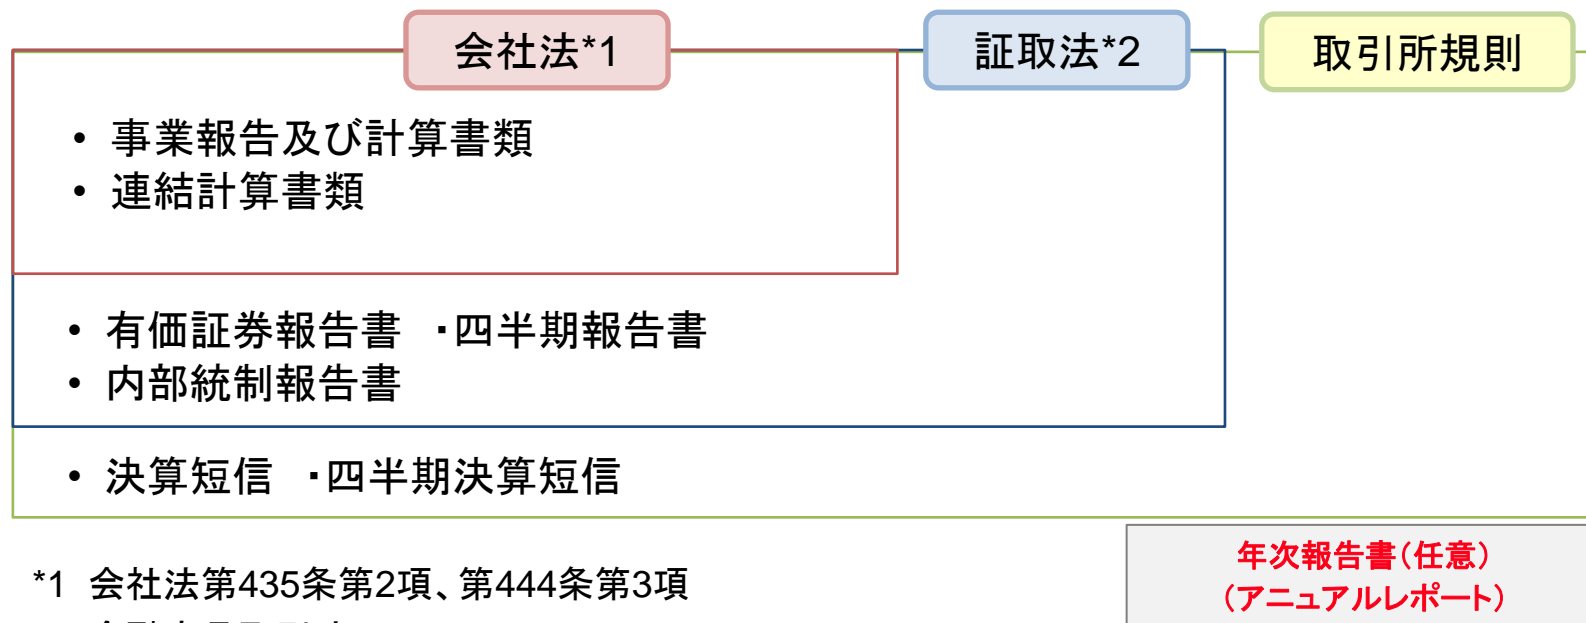 会社法*1
証取法*2
取引所規則
• 事業報告及び計算書類
• 連結計算書類
• 有価証券報告書 ・四半期報告書
• 内部統制報告書
• 決算短信 ・四半期決算短信
*1 会社法第435条第2項、第444条第3項
年次報告書(任意)
(アニュアルレポート)